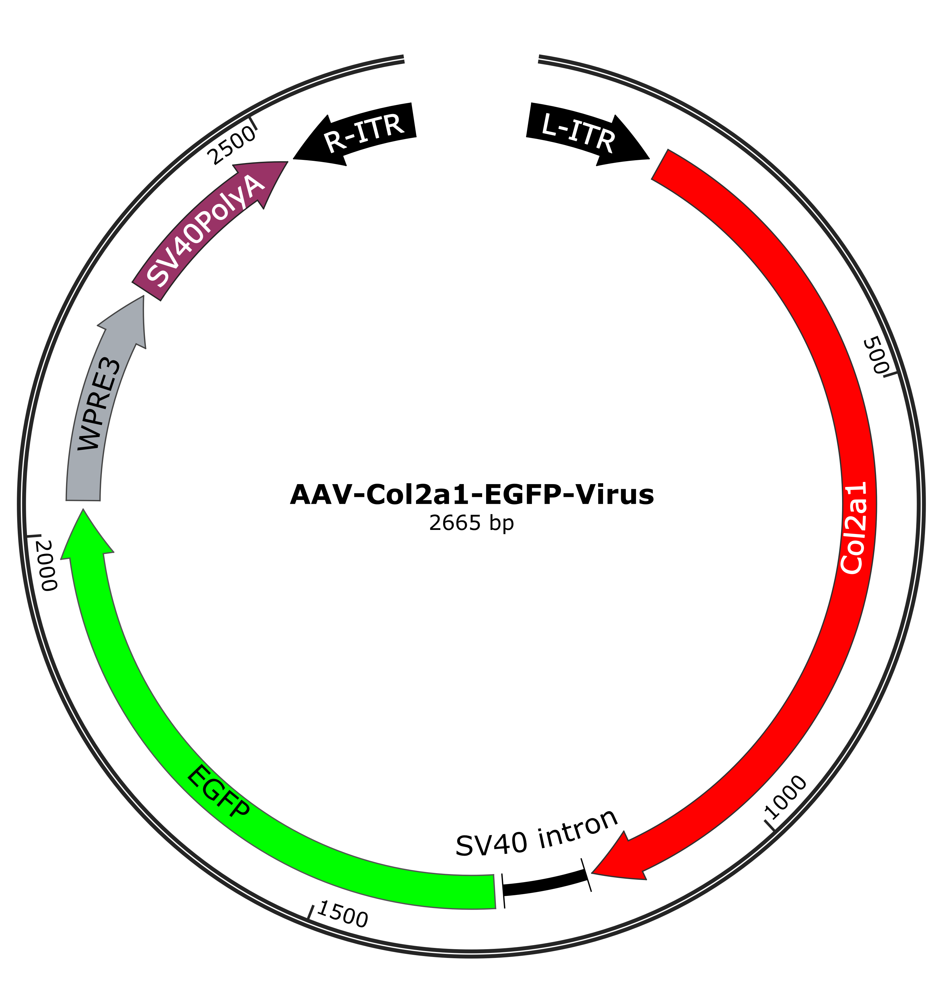 L-ITR
500
Col2a1
1000
SV40 intron
1500
EGFP
2000
WPRE3
SV40PolyA
2500
R-ITR
AAV-Col2a1-EGFP-Virus
2665 bp